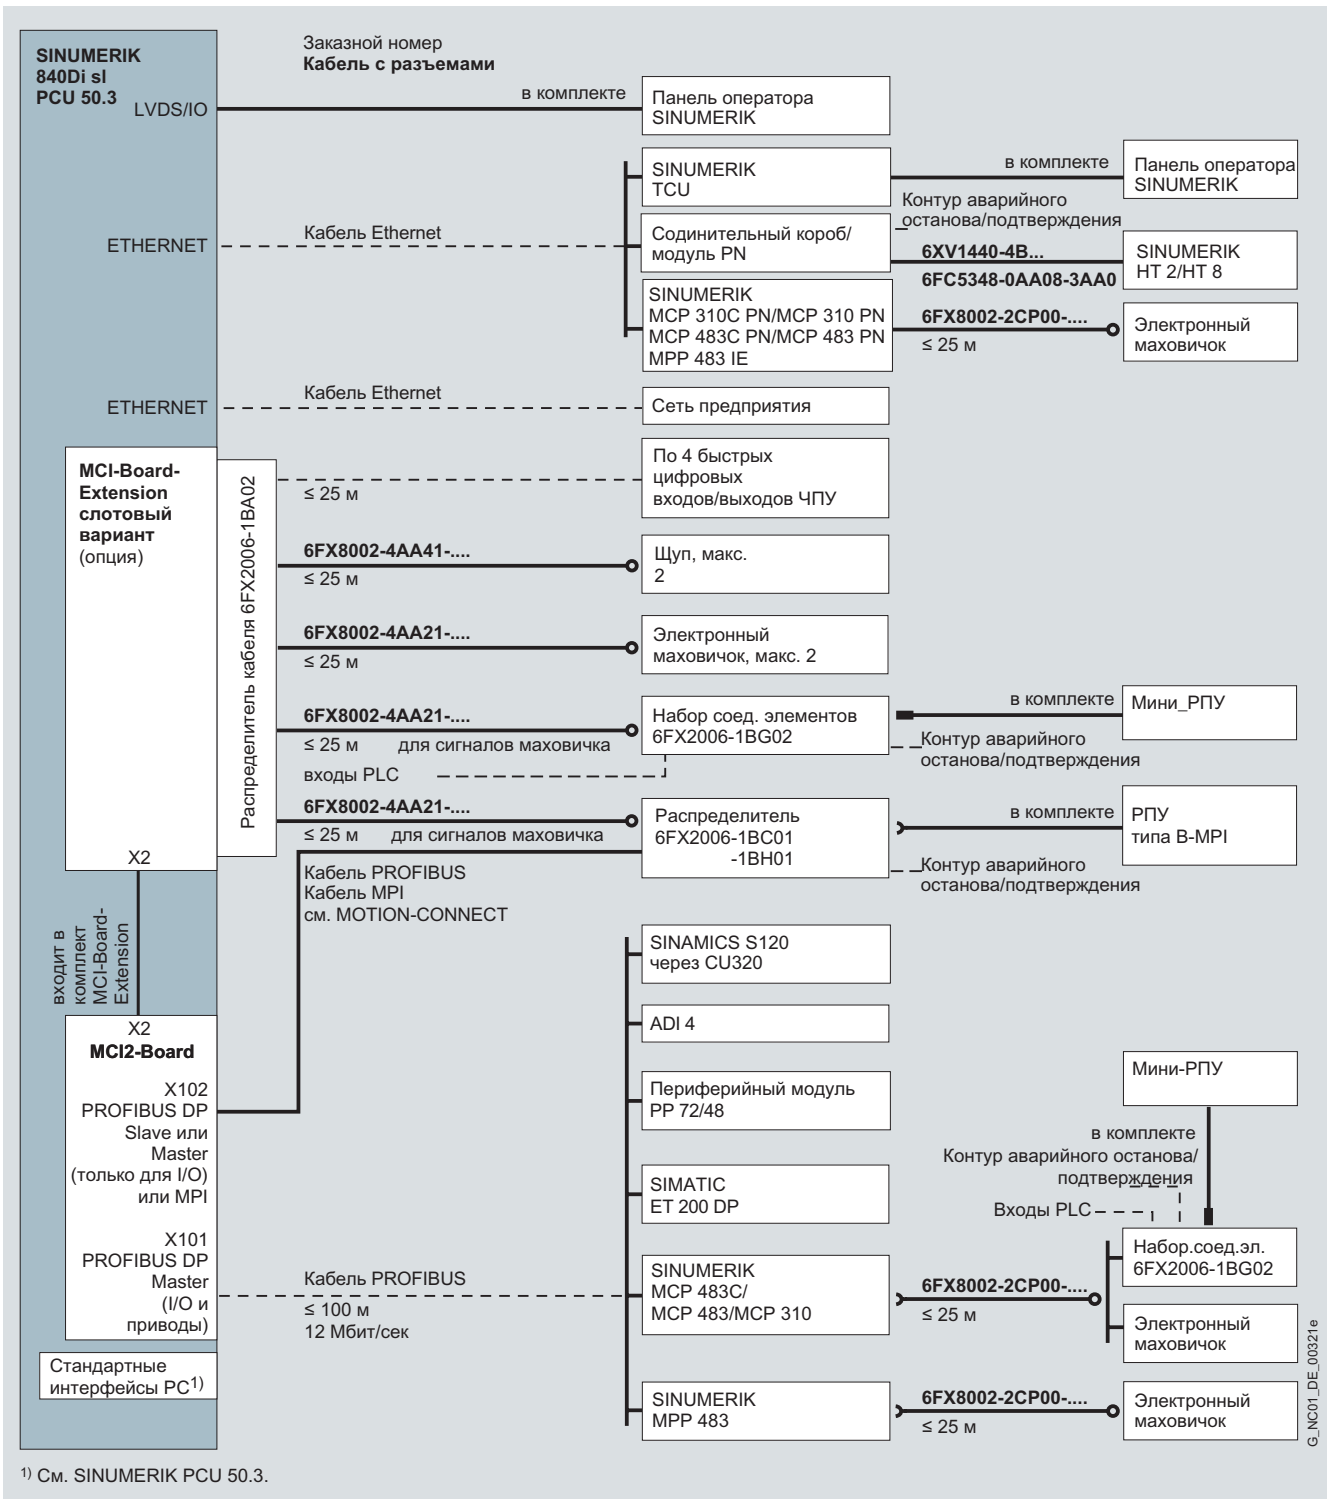 SINUMERIK
840Di sl
PCU 50.3
Заказной номер
Кабель с разъемами
LVDS/IO
в комплекте
Панель оператора
SINUMERIK
SINUMERIK
TCU
в комплекте
Панель оператора
SINUMERIK
ETHERNET
Кабель Ethernet
Содинительный короб/
модуль PN
Контур аварийного
останова/подтверждения
6XV1440-4B...
6FC5348-0AA08-3AA0
SINUMERIK
HT 2/HT 8
SINUMERIK
MCP 310C PN/MCP 310 PN
MCP 483C PN/MCP 483 PN
MPP 483 IE
6FX8002-2CP00-....
≤ 25 м
Электронный
маховичок
ETHERNET
Кабель Ethernet
Сеть предприятия
MCI-Board-
Extension
слотовый
вариант
(опция)
X2
Распределитель кабеля 6FX2006-1BA02
≤ 25 м
По 4 быстрых
цифровых
входов/выходов ЧПУ
6FX8002-4AA41-....
≤ 25 м
Щуп, макс.
2
6FX8002-4AA21-....
≤ 25 м
Электронный
маховичок, макс. 2
6FX8002-4AA21-....
≤ 25 м для сигналов маховичка
входы PLC
Набор соед. элементов
6FX2006-1BG02
в комплекте
Мини_РПУ
Контур аварийного
останова/подтверждения
6FX8002-4AA21-....
≤ 25 м для сигналов маховичка
Распределитель
6FX2006-1BC01
-1BH01
в комплекте
РПУ
типа B-MPI
Контур аварийного
останова/подтверждения
Кабель PROFIBUS
Кабель MPI
см. MOTION-CONNECT
входит в
комплект
MCI-Board-
Extension
X2
MCI2-Board
X102
PROFIBUS DP
Slave или
Master
(только для I/O)
или MPI
X101
PROFIBUS DP
Master
(I/O и
приводы)
Кабель PROFIBUS
≤ 100 м
12 Мбит/сек
SINAMICS S120
через CU320
ADI 4
Периферийный модуль
PP 72/48
SIMATIC
ET 200 DP
Мини-РПУ
в комплекте
Контур аварийного останова/
подтверждения
Входы PLC
SINUMERIK
MCP 483C/
MCP 483/MCP 310
6FX8002-2CP00-....
≤ 25 м
Набор.соед.эл.
6FX2006-1BG02
Электронный
маховичок
Стандартные
интерфейсы PC1)
SINUMERIK
MPP 483
6FX8002-2CP00-....
≤ 25 м
Электронный
маховичок
G_NC01_DE_00321e
1) См. SINUMERIK PCU 50.3.